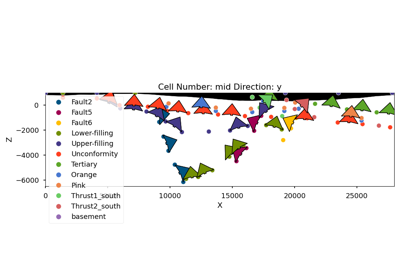 Cell Number: mid Direction: y
Fault2
Fault5
Fault6
Lower-filling
Upper-filling
Unconformity
Tertiary
Orange
Pink
Thrust1_south
Thrust2_south
basement
Z
0
−2000
−4000
−6000
0
10000
15000
20000
25000
X